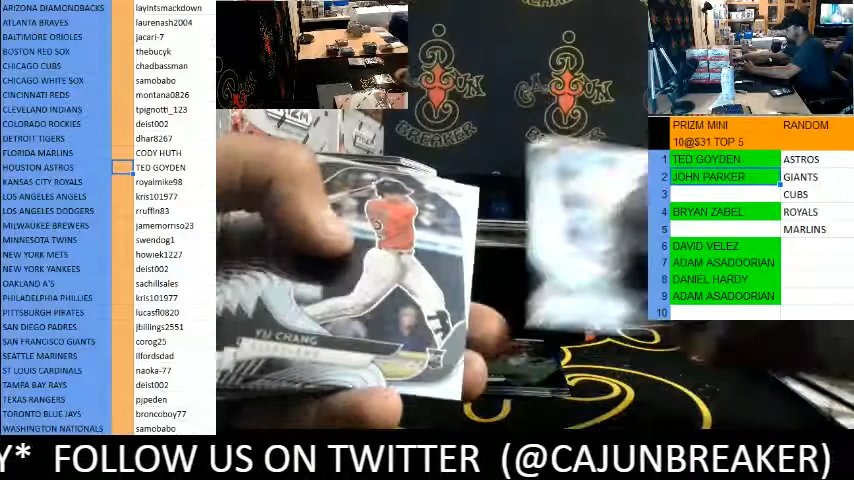 ARIZONA DIAMONDBACKS layintsmackdown
ATLANTA BRAVES laurenash2004
BALTIMORE ORIOLES jacari-7
BOSTON RED SOX thebucyk
CHICAGO CUBS chadbassman
CHICAGO WHITE SOX samobabo
CINCINNATI REDS montana0826
CLEVELAND INDIANS tpignotti_123
COLORADO ROCKIES deist002
DETROIT TIGERS dhar8267
FLORIDA MARLINS CODY HUTH
HOUSTON ASTROS TED GOYDEN
KANSAS CITY ROYALS royalmike98
LOS ANGELES ANGELS kris101977
LOS ANGELES DODGERS rruffin83
MILWAUKEE BREWERS jamemorriso23
MINNESOTA TWINS swendog1
NEW YORK METS howiek1227
NEW YORK YANKEES deist002
OAKLAND A'S sachillsales
PHILADELPHIA PHILLIES kris101977
PITTSBURGH PIRATES lucasfl0820
SAN DIEGO PADRES jbillings2551
SAN FRANCISCO GIANTS corog25
SEATTLE MARINERS ilfordsdad
ST LOUIS CARDINALS naoka-77
TAMPA BAY RAYS deist002
TEXAS RANGERS pjpeden
TORONTO BLUE JAYS broncoboy77
WASHINGTON NATIONALS samobabo
BREAKER
BREAKER
YU CHANG
PRIZM MINI RANDOM
10@$31 TOP 5
1 TED GOYDEN ASTROS
2 JOHN PARKER GIANTS
3 CUBS
4 BRYAN ZABEL ROYALS
5 MARLINS
6 DAVID VELEZ
7 ADAM ASADOORIAN
8 DANIEL HARDY
9 ADAM ASADOORIAN
10
Y* FOLLOW US ON TWITTER (@CAJUNBREAKER)